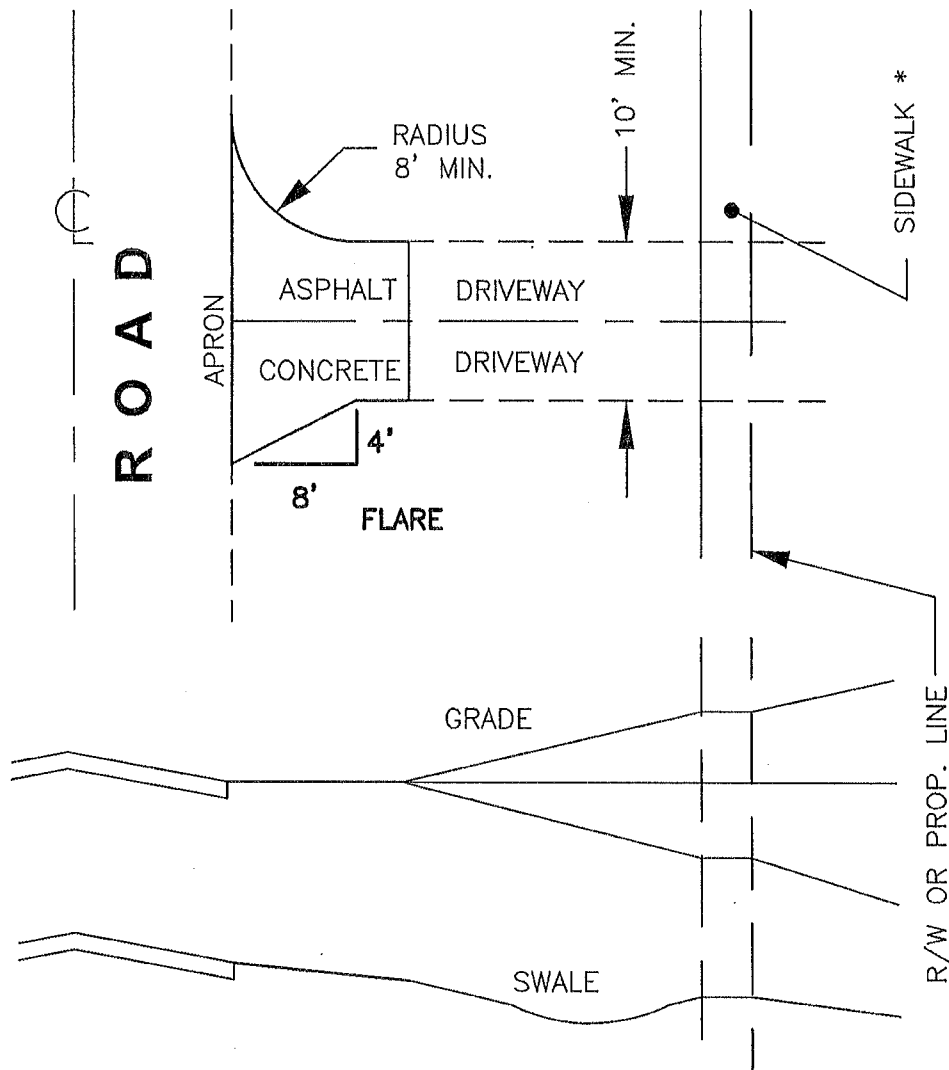 CL
ROAD
APRON
RADIUS
8' MIN.
10' MIN.
SIDEWALK *
ASPHALT
DRIVEWAY
CONCRETE
DRIVEWAY
4'
8'
FLARE
GRADE
SWALE
R/W OR PROP. LINE